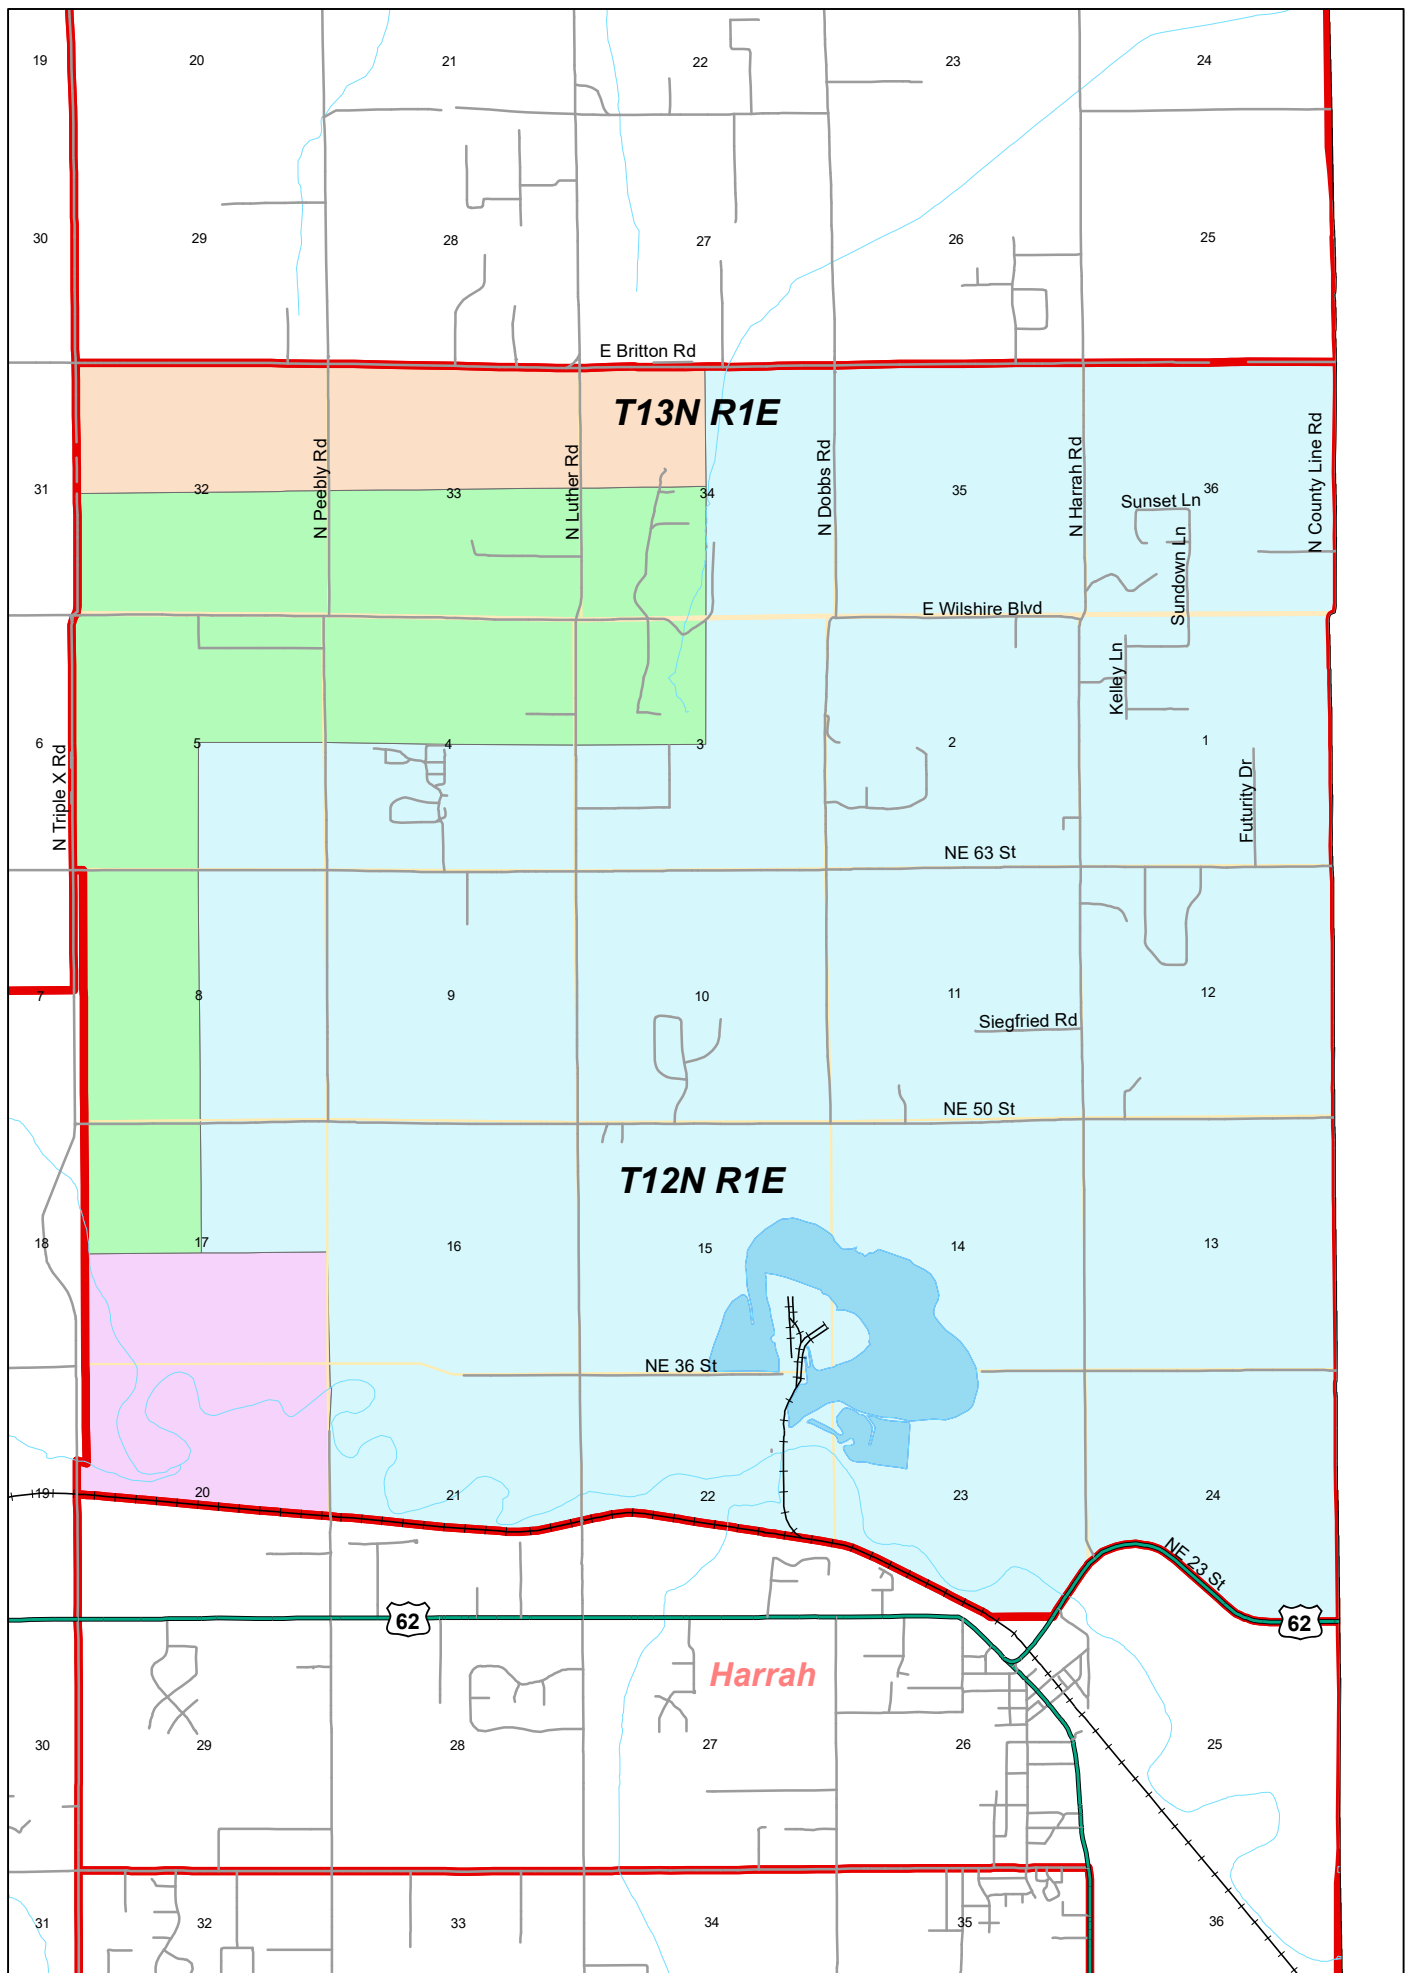 19 20 21 22 23 24
30 29 28 27 26 25
E Britton Rd
T13N R1E
N Peebly Rd
N Luther Rd
N Dobbs Rd
N Harrah Rd
N County Line Rd
31 32 33 34 35 36
Sunset Ln
Sundown Ln
E Wilshire Blvd
Kelley Ln
6 5 4 3 2 1
N Triple X Rd
Futurity Dr
NE 63 St
7 8 9 10 11 12
Siegfried Rd
NE 50 St
T12N R1E
18 17 16 15 14 13
NE 36 St
19 20 21 22 23 24
NE 23 St
62
62
Harrah
30 29 28 27 26 25
31 32 33 34 35 36